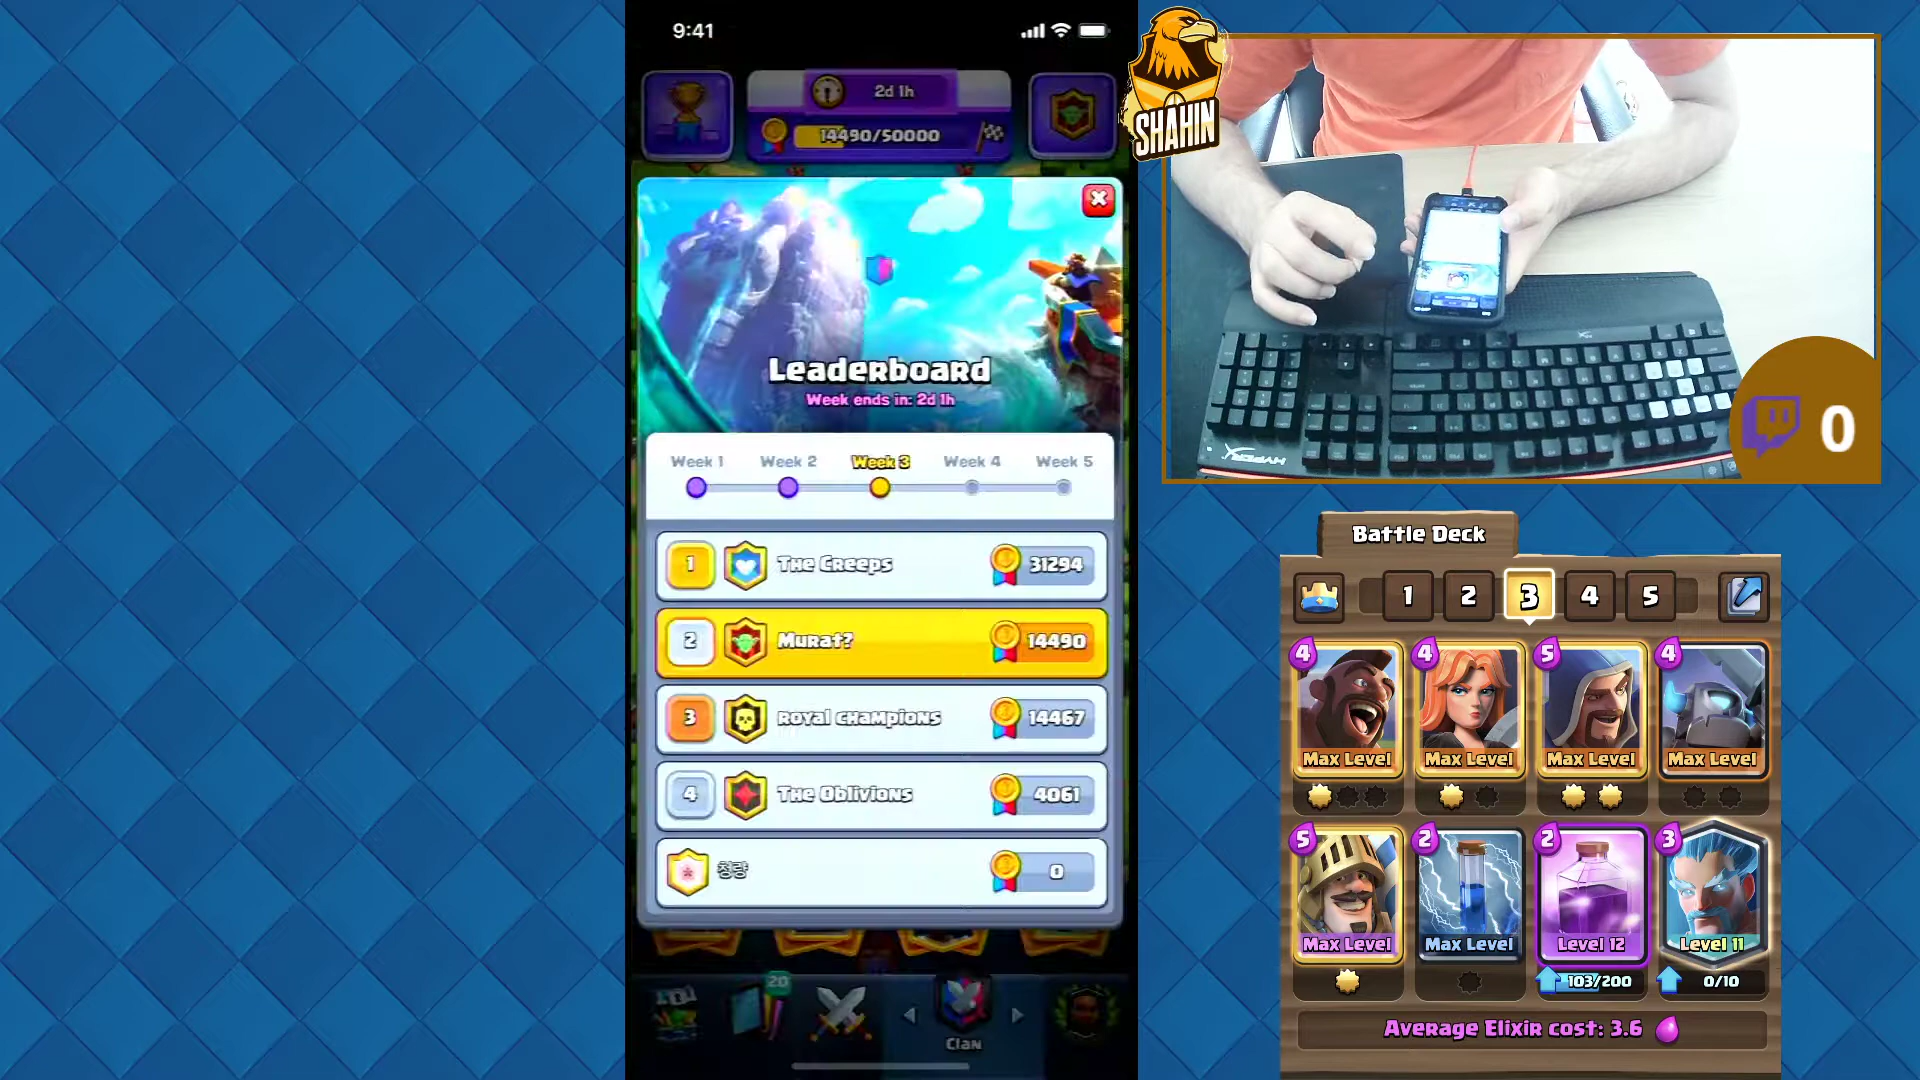 9:41
2d 1h
14490/50000
Leaderboard
Week ends in: 2d 1h
Week 1
Week 2
Week 3
Week 4
Week 5
1
The Creeps
31294
2
Murat?
14490
3
royal champions
14467
4
The Oblivions
4061
청량
0
20
Clan
SHAHIN
HYPERX
0
Battle Deck
1
2
3
4
5
4
4
5
4
Max Level
Max Level
Max Level
Max Level
5
2
2
3
Max Level
Max Level
Level 12
Level 11
103/200
0/10
Average Elixir cost: 3.6